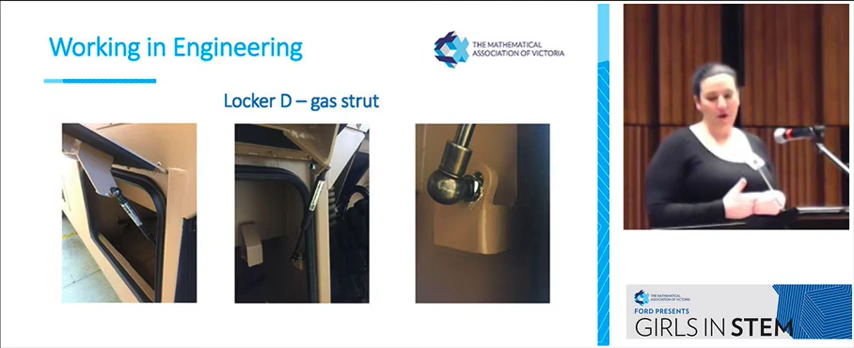 Working in Engineering
THE MATHEMATICAL
ASSOCIATION OF VICTORIA
Locker D – gas strut
THE MATHEMATICAL
ASSOCIATION OF VICTORIA
FORD PRESENTS
GIRLS IN STEM